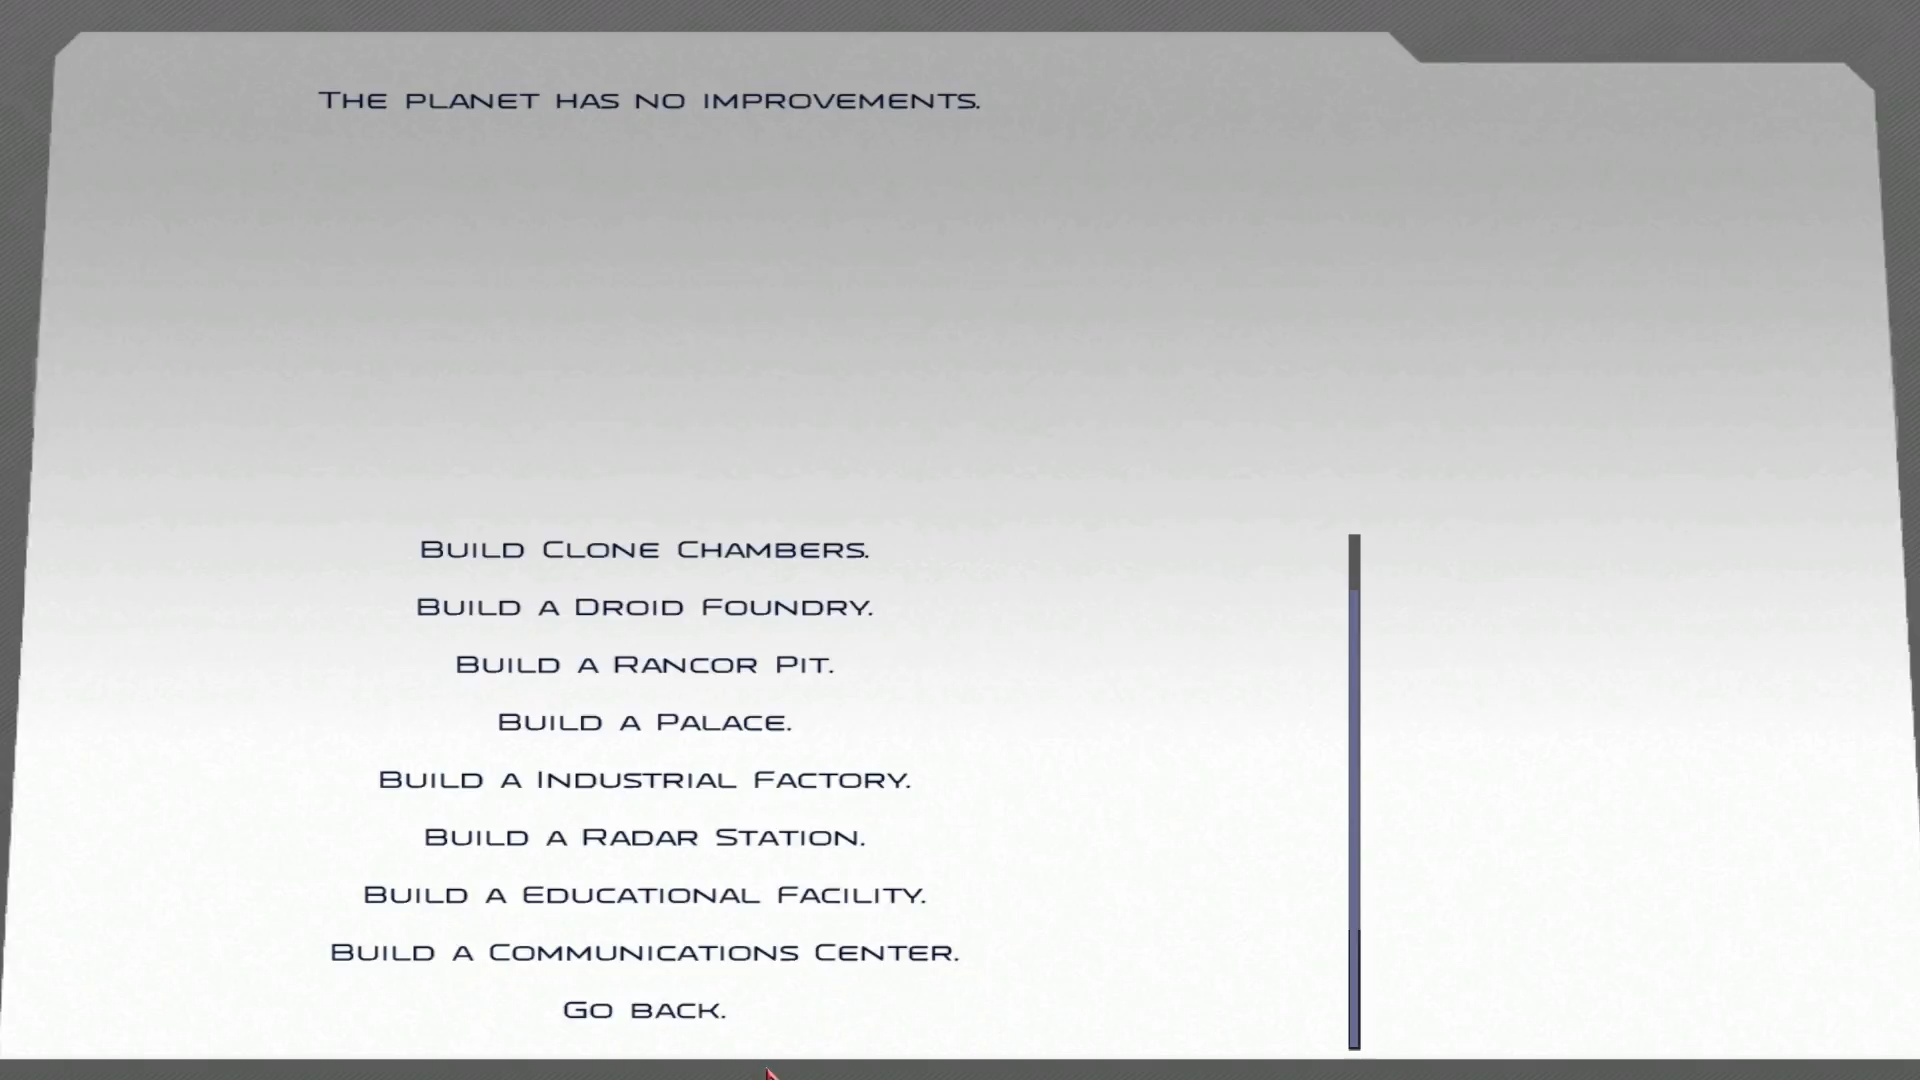 The planet has no improvements.
Build Clone Chambers.
Build a Droid Foundry.
Build a Rancor Pit.
Build a Palace.
Build a Industrial Factory.
Build a Radar Station.
Build a Educational Facility.
Build a Communications Center.
Go back.